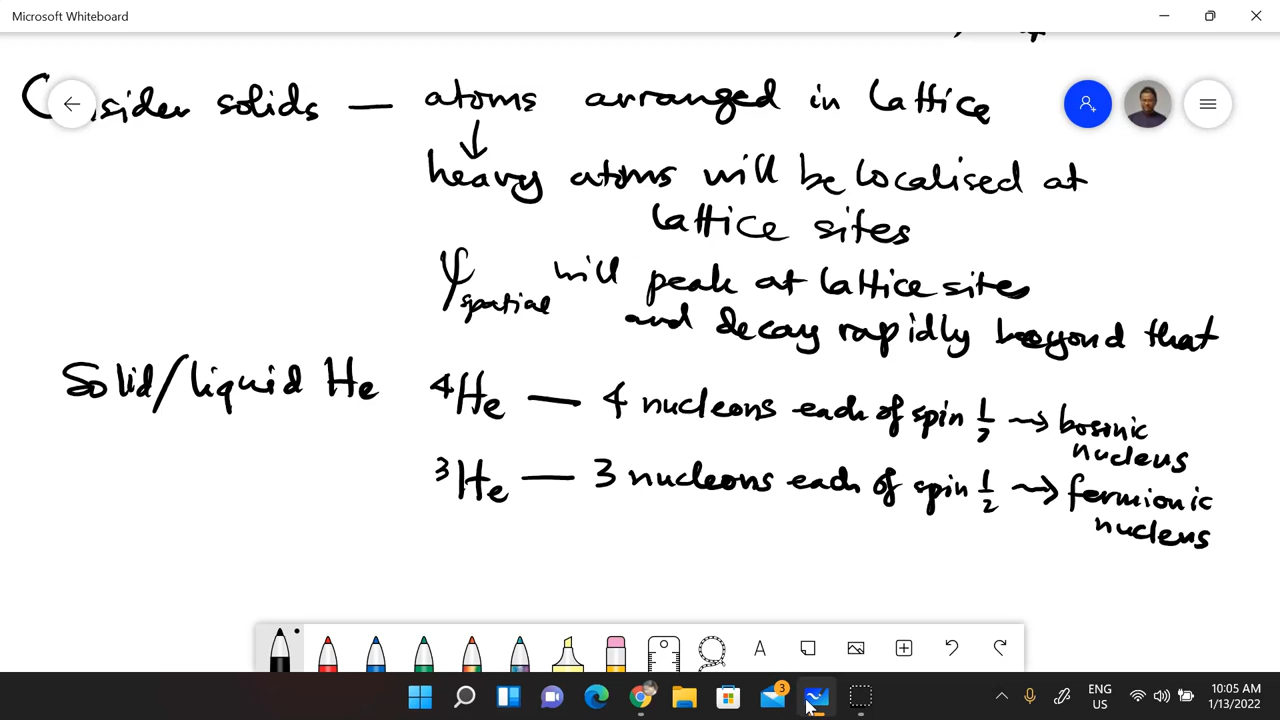 Microsoft Whiteboard
sider solids — atoms arranged in lattice
↓
heavy atoms will be localised at
lattice sites
ψspatial will peak at lattice sites
and decay rapidly beyond that
Solid/liquid He ⁴He — 4 nucleons each of spin 1/2 ⇝ bosonic
nucleus
³He — 3 nucleons each of spin 1/2 ⇝ fermionic
nucleus
A
3
ENG
US
10:05 AM
1/13/2022